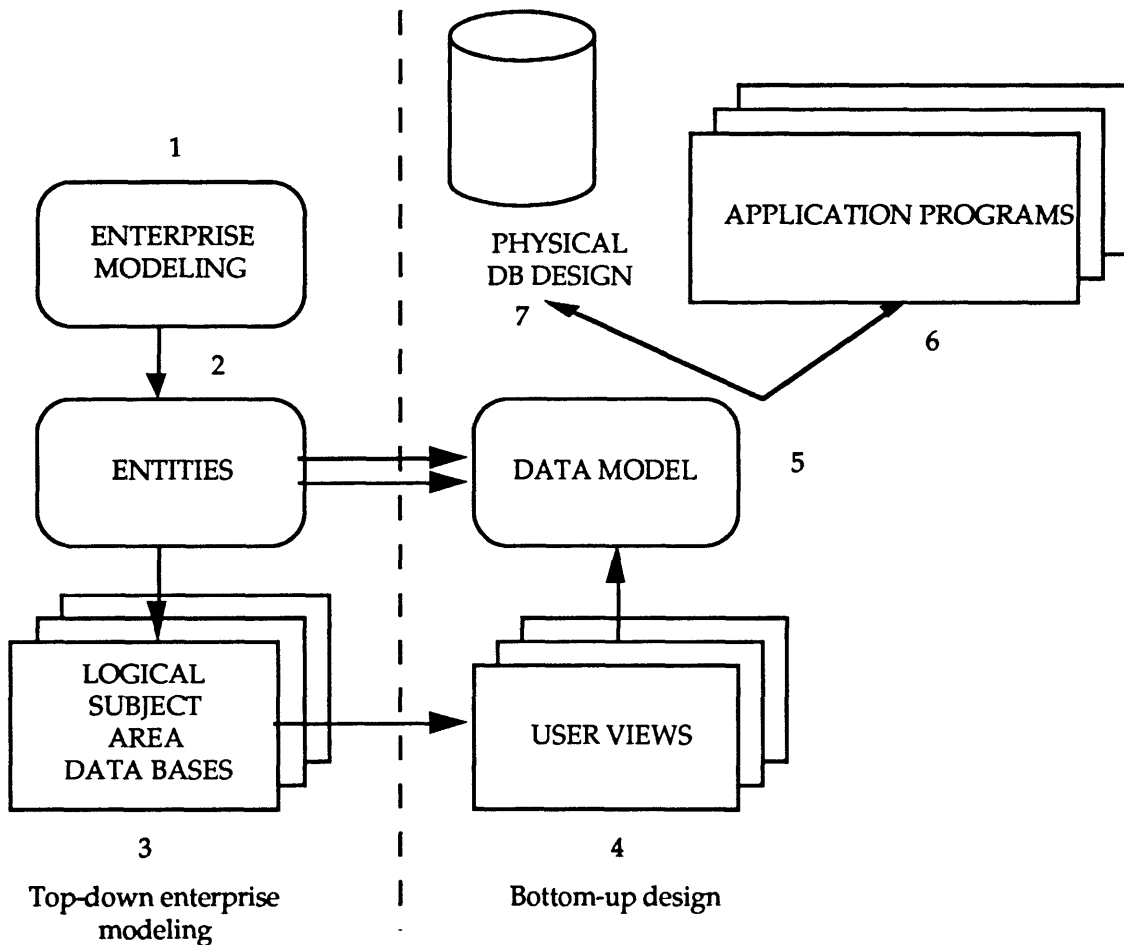 1
ENTERPRISE
MODELING
2
ENTITIES
LOGICAL
SUBJECT
AREA
DATA BASES
3
Top-down enterprise
modeling
PHYSICAL
DB DESIGN
7
APPLICATION PROGRAMS
6
DATA MODEL
5
USER VIEWS
4
Bottom-up design